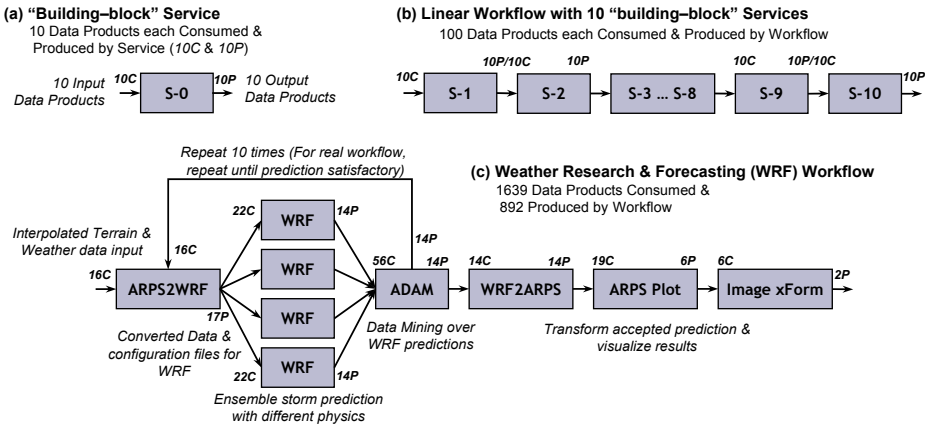 (a) “Building–block” Service
10 Data Products each Consumed &
Produced by Service (10C & 10P)
10 Input
Data Products
10C
S-0
10P
10 Output
Data Products
(b) Linear Workflow with 10 “building–block” Services
100 Data Products each Consumed & Produced by Workflow
10C
S-1
10P/10C
S-2
10P
S-3 ... S-8
10C
S-9
10P/10C
S-10
10P
(c) Weather Research & Forecasting (WRF) Workflow
1639 Data Products Consumed &
892 Produced by Workflow
Repeat 10 times (For real workflow,
repeat until prediction satisfactory)
Interpolated Terrain &
Weather data input
16C
16C
ARPS2WRF
17P
Converted Data &
configuration files for
WRF
22C
WRF
14P
WRF
WRF
22C
WRF
14P
Ensemble storm prediction
with different physics
14P
56C
14P
ADAM
Data Mining over
WRF predictions
14C
14P
WRF2ARPS
19C
6P
ARPS Plot
Transform accepted prediction &
visualize results
6C
Image xForm
2P